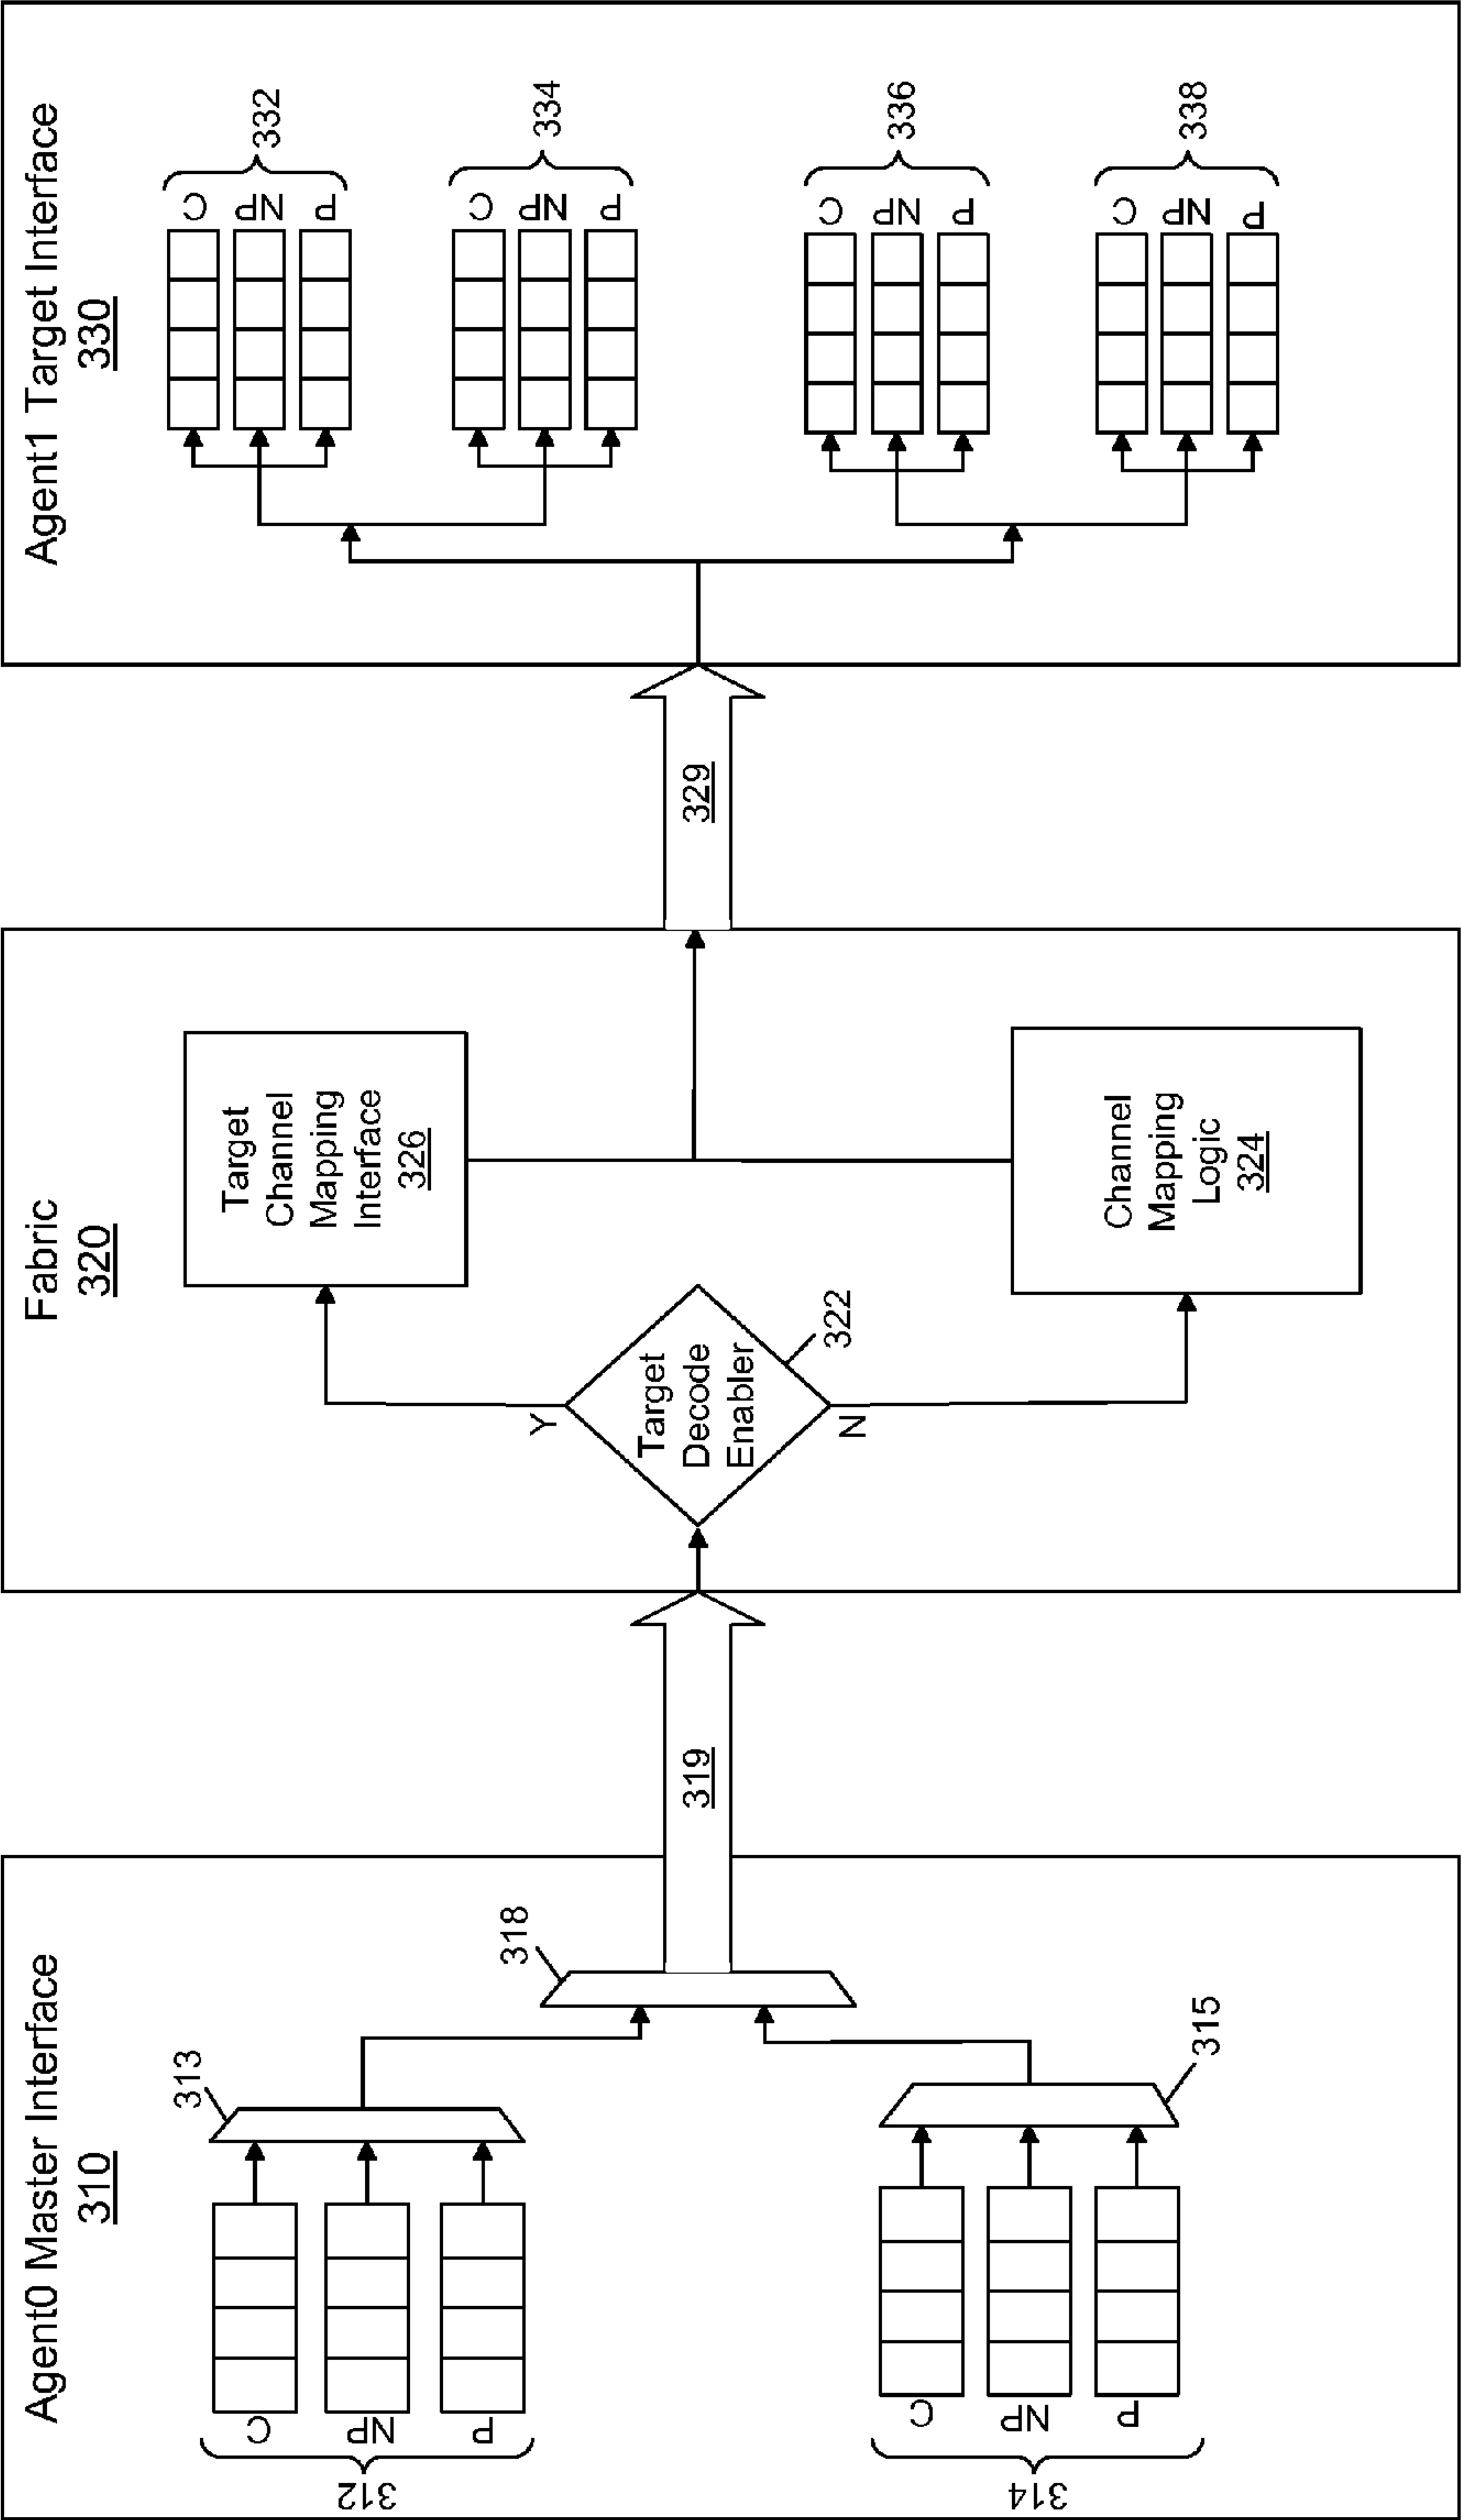 Agent0 Master Interface
310
312
C
NP
P
313
314
C
NP
P
315
318
319
Fabric
320
Target
Decode
Enabler
322
Y
N
Target
Channel
Mapping
Interface
326
Channel
Mapping
Logic
324
329
Agent1 Target Interface
330
C
NP
P
332
C
NP
P
334
C
NP
P
336
C
NP
P
338